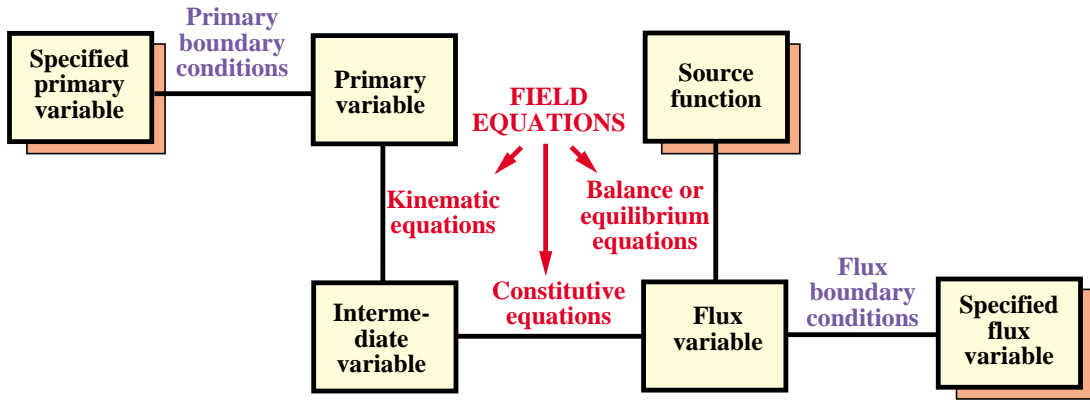 Primary
boundary
conditions
Specified
primary
variable
Primary
variable
FIELD
EQUATIONS
Source
function
Kinematic
equations
Balance or
equilibrium
equations
Constitutive
equations
Interme-
diate
variable
Flux
variable
Flux
boundary
conditions
Specified
flux
variable